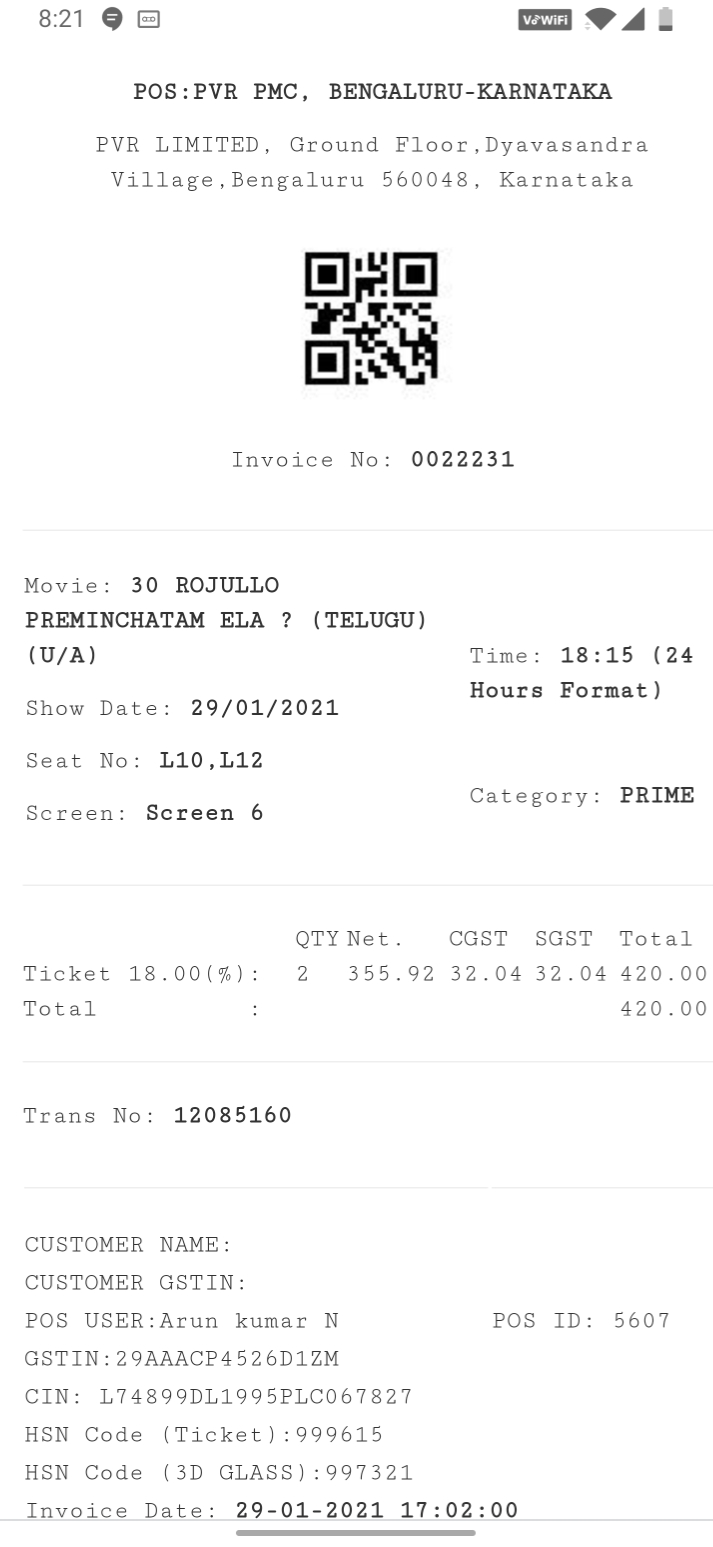 8:21
VoWiFi
POS:PVR PMC, BENGALURU-KARNATAKA
PVR LIMITED, Ground Floor,Dyavasandra
Village,Bengaluru 560048, Karnataka
Invoice No: 0022231
Movie: 30 ROJULLO
PREMINCHATAM ELA ? (TELUGU)
(U/A)
Time: 18:15 (24
Hours Format)
Show Date: 29/01/2021
Seat No: L10,L12
Category: PRIME
Screen: Screen 6
QTY Net. CGST SGST Total
Ticket 18.00(%): 2 355.92 32.04 32.04 420.00
Total : 420.00
Trans No: 12085160
CUSTOMER NAME:
CUSTOMER GSTIN:
POS USER:Arun kumar N POS ID: 5607
GSTIN:29AAACP4526D1ZM
CIN: L74899DL1995PLC067827
HSN Code (Ticket):999615
HSN Code (3D GLASS):997321
Invoice Date: 29-01-2021 17:02:00